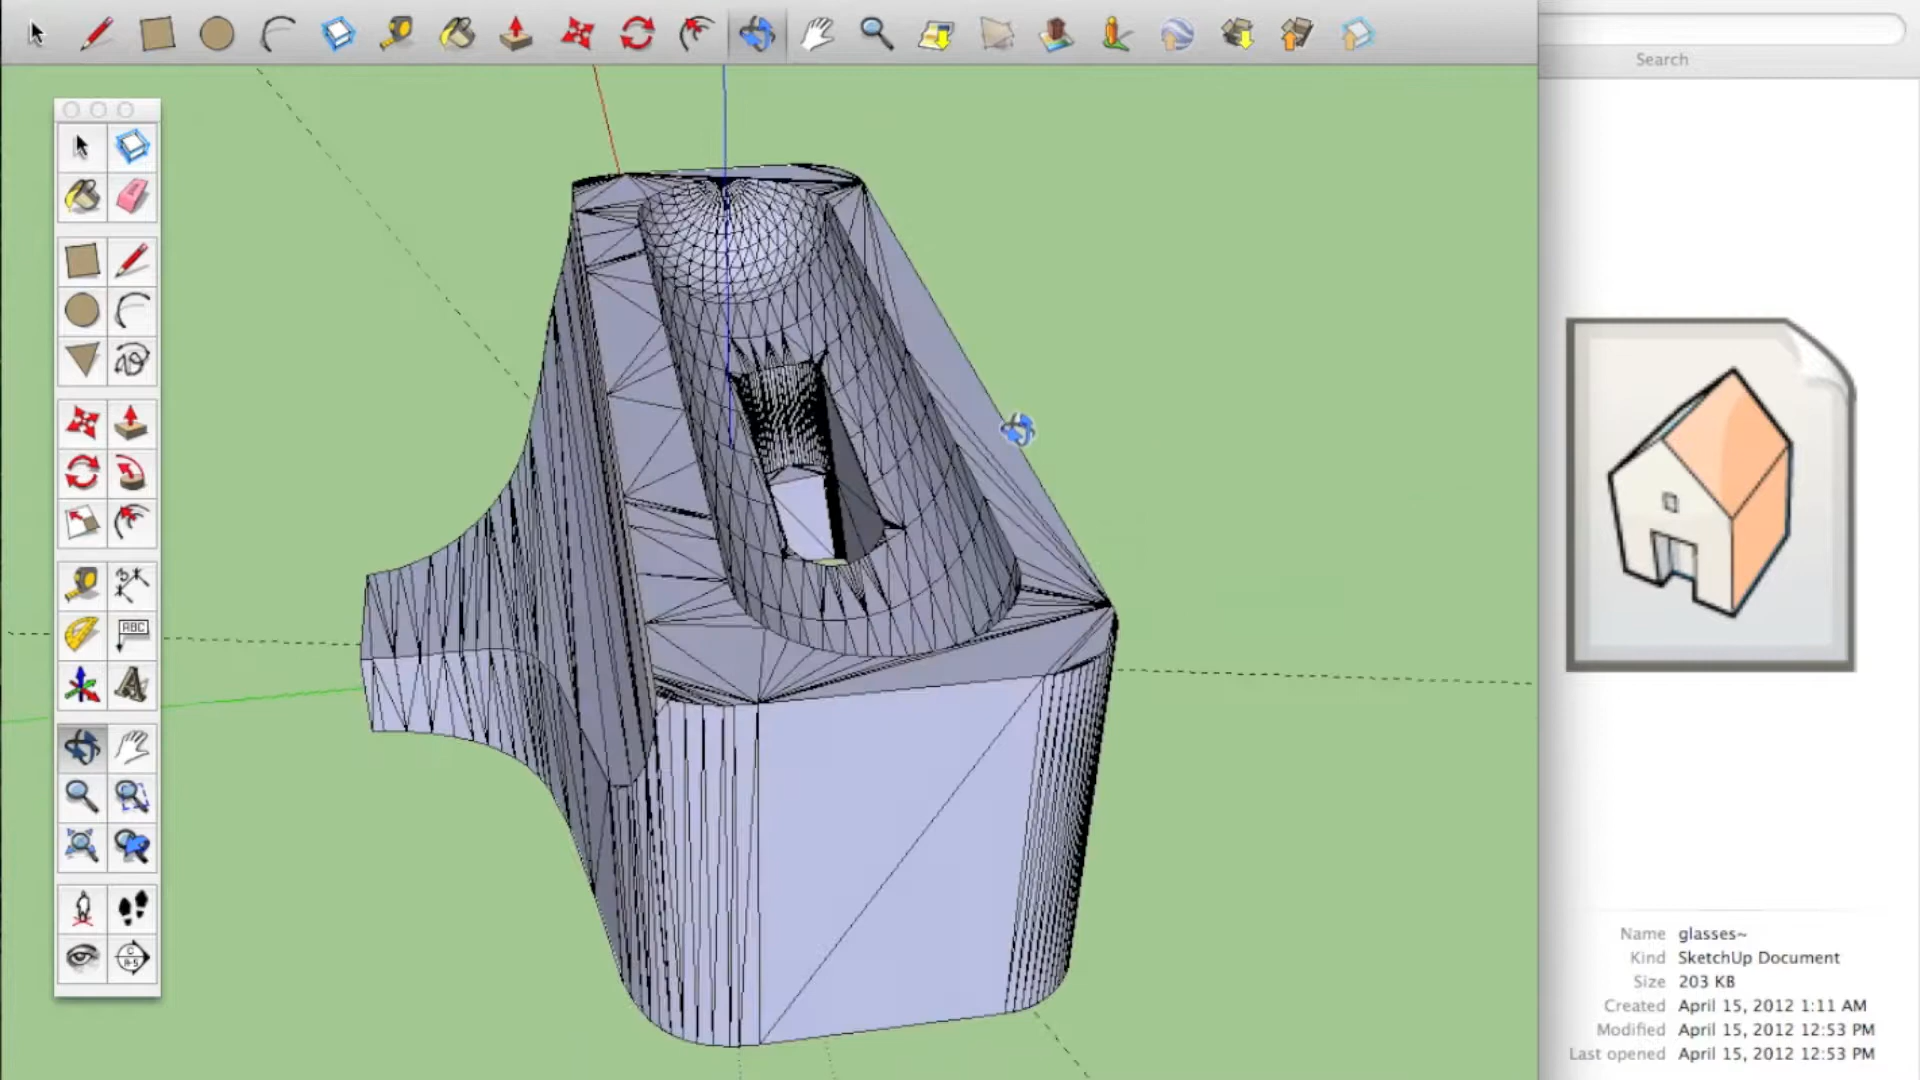 Search
ABC
C
A-5
Name glasses~
Kind SketchUp Document
Size 203 KB
Created April 15, 2012 1:11 AM
Modified April 15, 2012 12:53 PM
Last opened April 15, 2012 12:53 PM